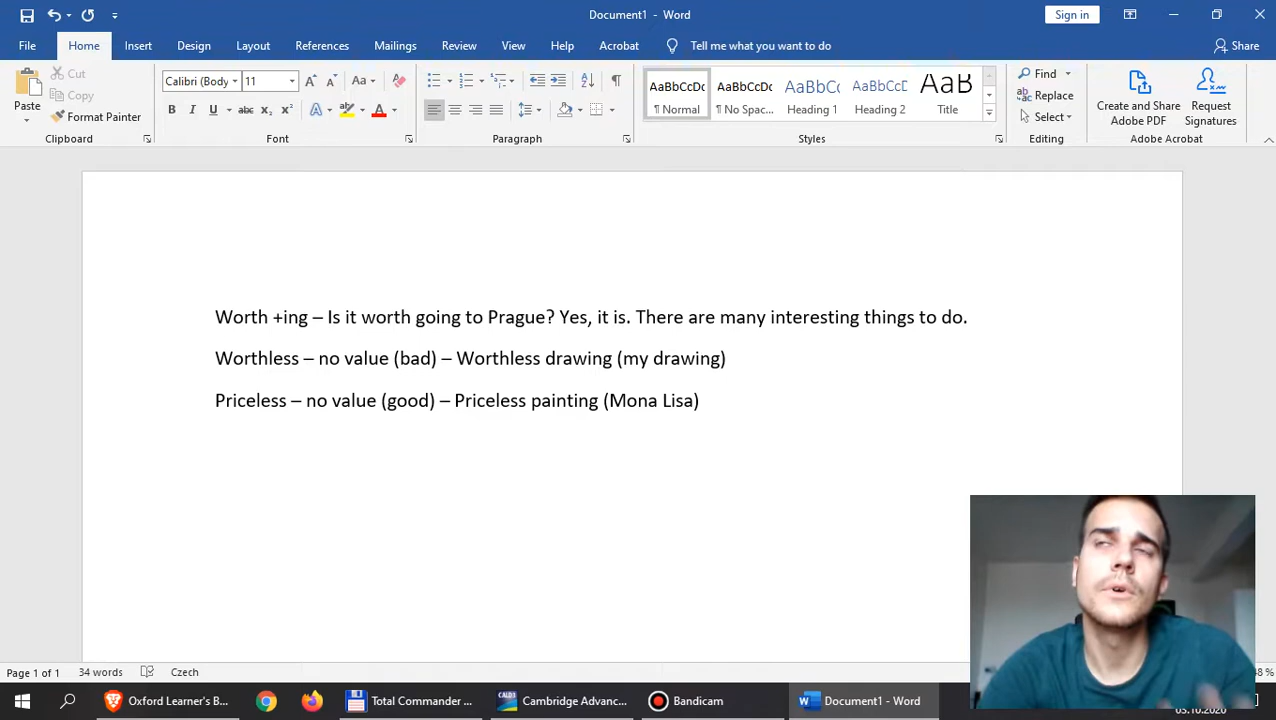 Document1 - Word
Sign in
File Home Insert Design Layout References Mailings Review View Help Acrobat Tell me what you want to do Share
Paste
Cut
Copy
Format Painter
Calibri (Body 11
AaBbCcDc AaBbCcDc AaBbCc AaBbCcD AaB
¶ Normal ¶ No Spac... Heading 1 Heading 2 Title
Find
Replace
Select
Create and Share Adobe PDF
Request Signatures
Clipboard Font Paragraph Styles Editing Adobe Acrobat
Worth +ing – Is it worth going to Prague? Yes, it is. There are many interesting things to do.
Worthless – no value (bad) – Worthless drawing (my drawing)
Priceless – no value (good) – Priceless painting (Mona Lisa)
Page 1 of 1 34 words Czech
Oxford Learner's B... Total Commander ... Cambridge Advanc... Bandicam Document1 - Word